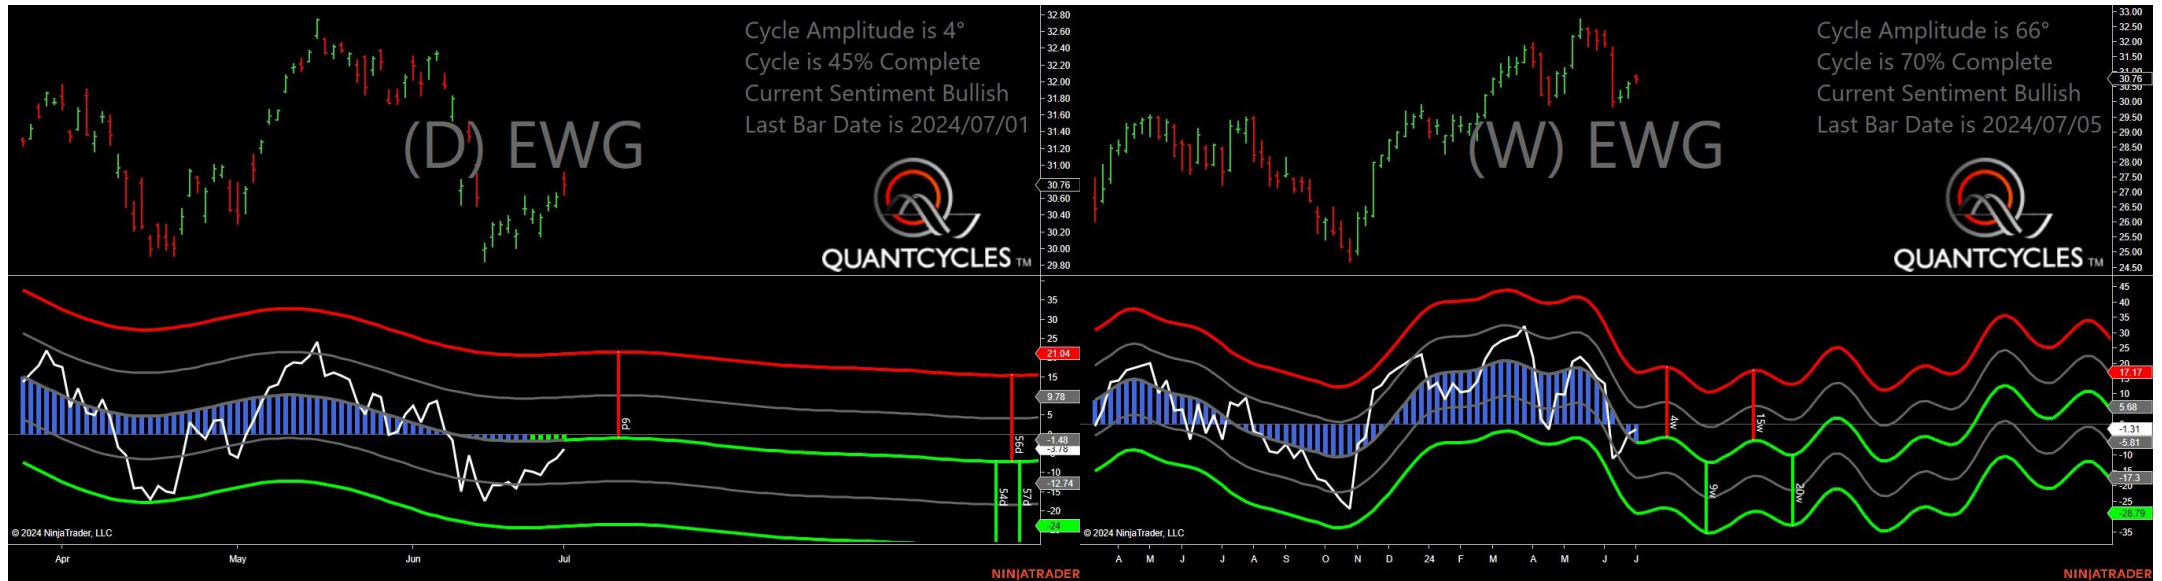 Cycle Amplitude is 4°
Cycle is 45% Complete
Current Sentiment Bullish
Last Bar Date is 2024/07/01
(D) EWG
QUANTCYCLES TM
32.80
32.60
32.40
32.20
32.00
31.80
31.60
31.40
31.20
31.00
30.76
30.60
30.40
30.20
30.00
29.80
35
30
25
21.04
15
9.78
5
-1.48
-3.78
-10
-12.74
-15
-20
-24
6d
56d
54d
57d
© 2024 NinjaTrader, LLC
Apr May Jun Jul
NINJATRADER
Cycle Amplitude is 66°
Cycle is 70% Complete
Current Sentiment Bullish
Last Bar Date is 2024/07/05
(W) EWG
QUANTCYCLES TM
33.00
32.50
32.00
31.50
30.76
30.50
30.00
29.50
29.00
28.50
28.00
27.50
27.00
26.50
26.00
25.50
25.00
24.50
45
40
35
30
25
17.17
10
5.68
-1.31
-5.81
-10
-17.3
-25
-28.79
-35
4w
15w
9w
20w
© 2024 NinjaTrader, LLC
A M J J A S O N D 24 F M A M J J
NINJATRADER